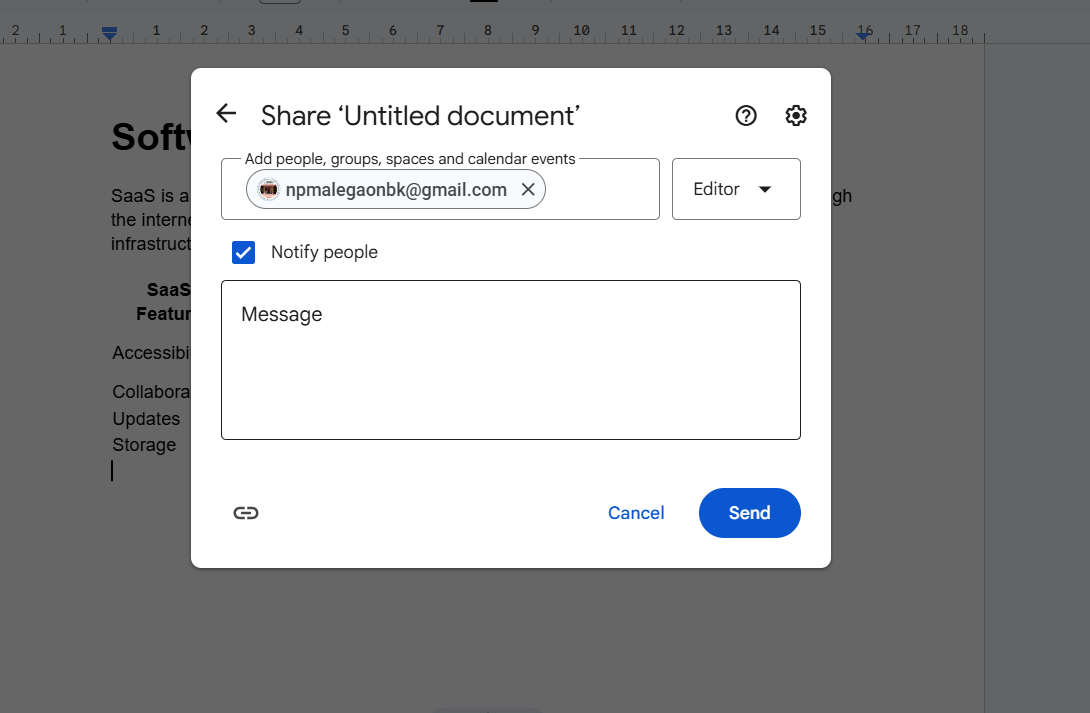 2 1 1 2 3 4 5 6 7 8 9 10 11 12 13 14 15 16 17 18
Share ‘Untitled document’
Softw
Add people, groups, spaces and calendar events
npmalegaonbk@gmail.com
Editor
SaaS is a
gh
the interne
infrastruct
Notify people
SaaS
Featur
Message
Accessibi
Collabora
Updates
Storage
Cancel
Send